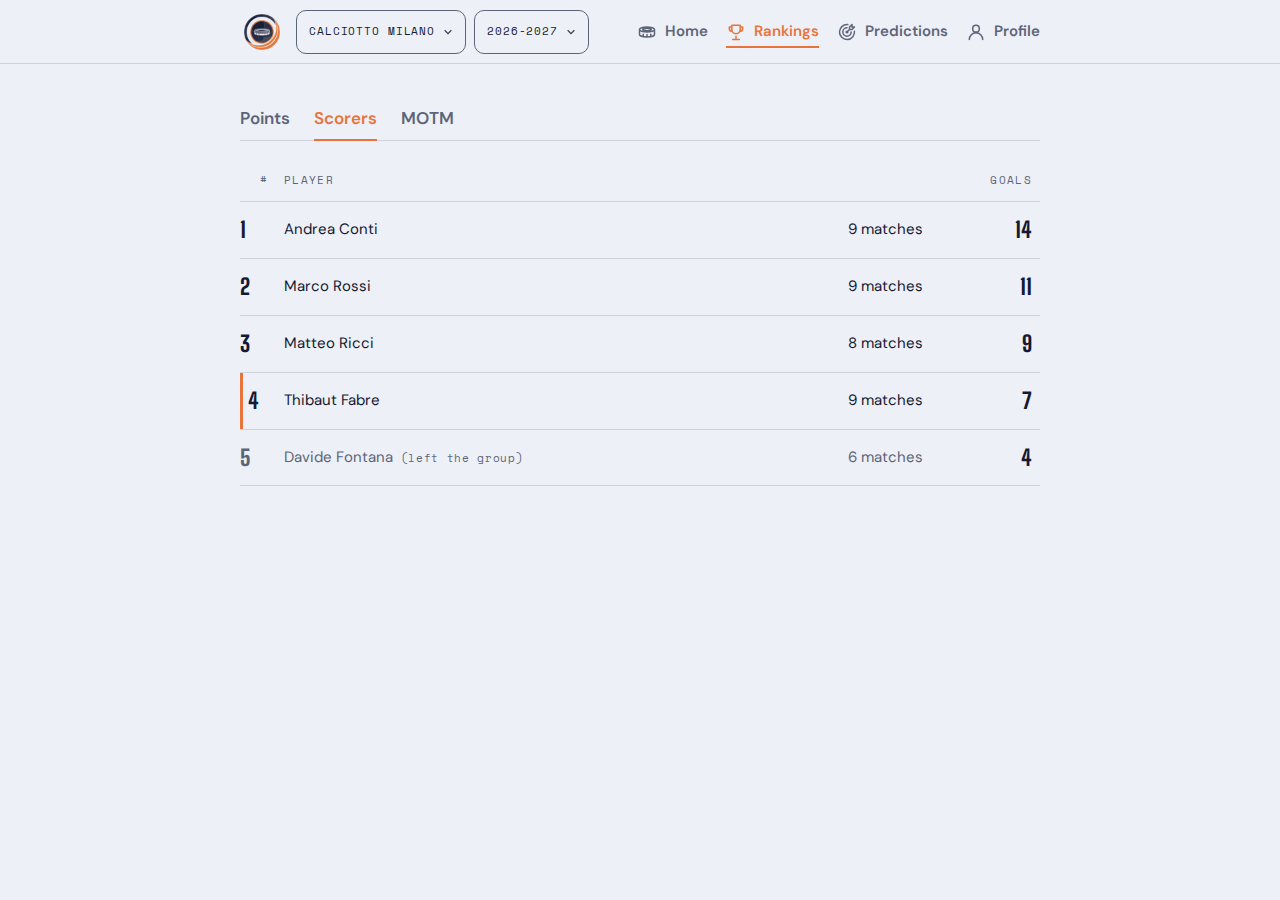 CALCIOTTO MILANO 2026-2027 Home Rankings Predictions Profile
Points Scorers MOTM
# PLAYER GOALS
1 Andrea Conti 9 matches 14
2 Marco Rossi 9 matches 11
3 Matteo Ricci 8 matches 9
4 Thibaut Fabre 9 matches 7
5 Davide Fontana (left the group) 6 matches 4